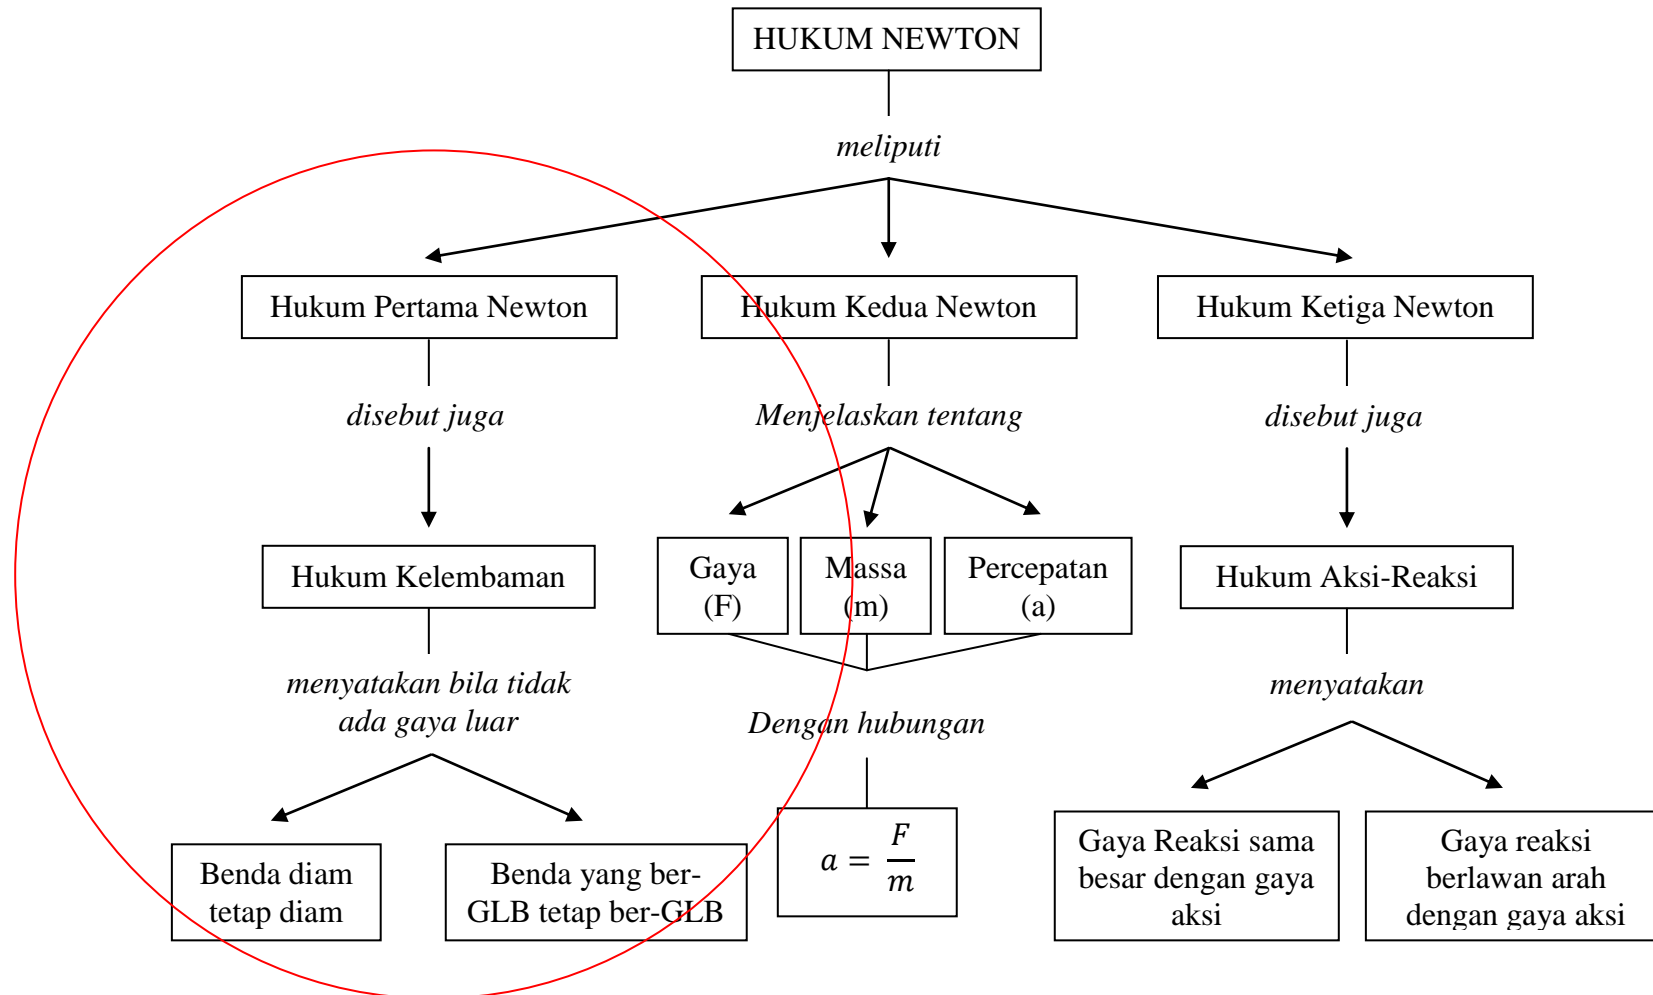 HUKUM NEWTON
meliputi
Hukum Pertama Newton
Hukum Kedua Newton
Hukum Ketiga Newton
disebut juga
Menjelaskan tentang
disebut juga
Hukum Kelembaman
Gaya
(F)
Massa
(m)
Percepatan
(a)
Hukum Aksi-Reaksi
menyatakan bila tidak
ada gaya luar
Dengan hubungan
menyatakan
Benda diam
tetap diam
Benda yang ber-
GLB tetap ber-GLB
a = F/m
Gaya Reaksi sama
besar dengan gaya
aksi
Gaya reaksi
berlawan arah
dengan gaya aksi